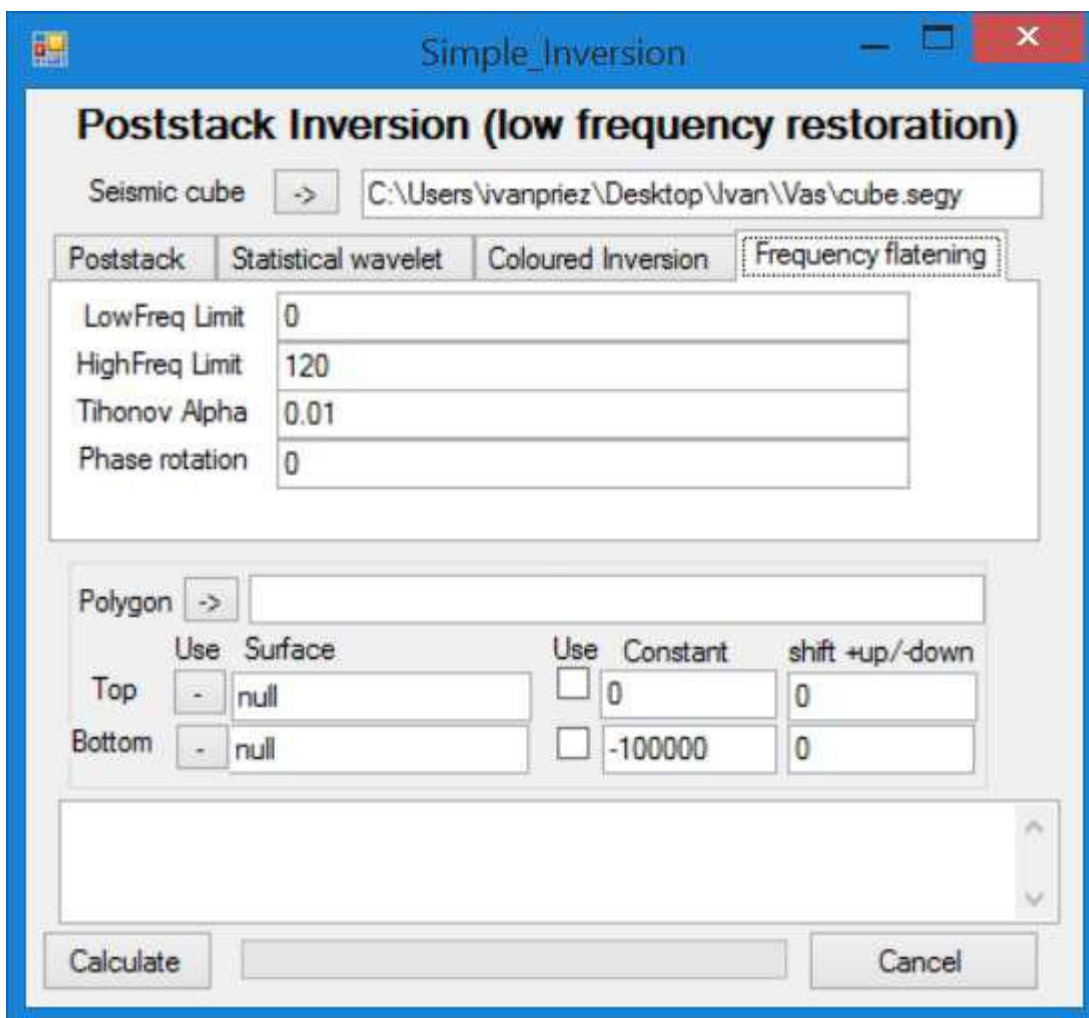 Simple_Inversion
Poststack Inversion (low frequency restoration)
Seismic cube -> C:\Users\ivanpriez\Desktop\Ivan\Vas\cube.segy
Poststack Statistical wavelet Coloured Inversion Frequency flatening
LowFreq Limit 0
HighFreq Limit 120
Tihonov Alpha 0.01
Phase rotation 0
Polygon ->
Use Surface Use Constant shift +up/-down
Top - null 0 0
Bottom - null -100000 0
Calculate Cancel